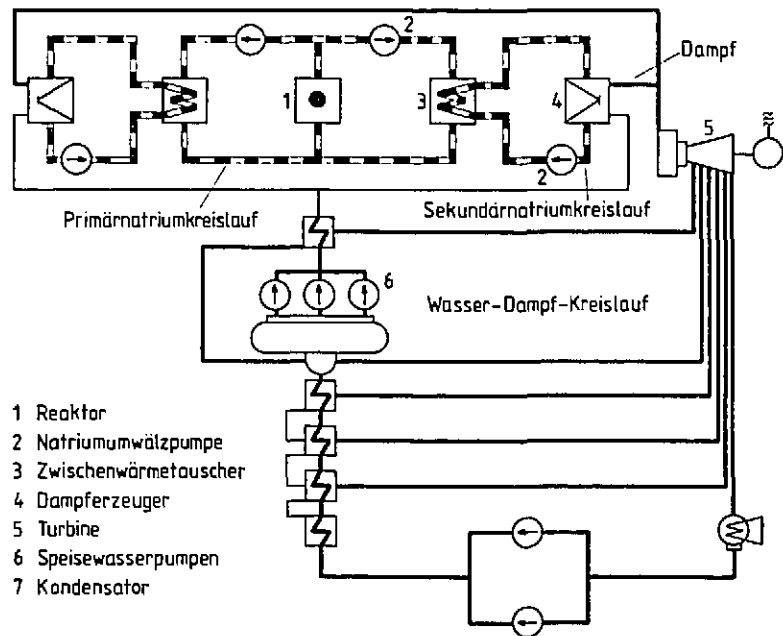 2
Dampf
1
3
4
5
≈
2
Primärnatriumkreislauf
Sekundärnatriumkreislauf
6
Wasser-Dampf-Kreislauf
1 Reaktor
2 Natriumumwälzpumpe
3 Zwischenwärmetauscher
4 Dampferzeuger
5 Turbine
6 Speisewasserpumpen
7 Kondensator